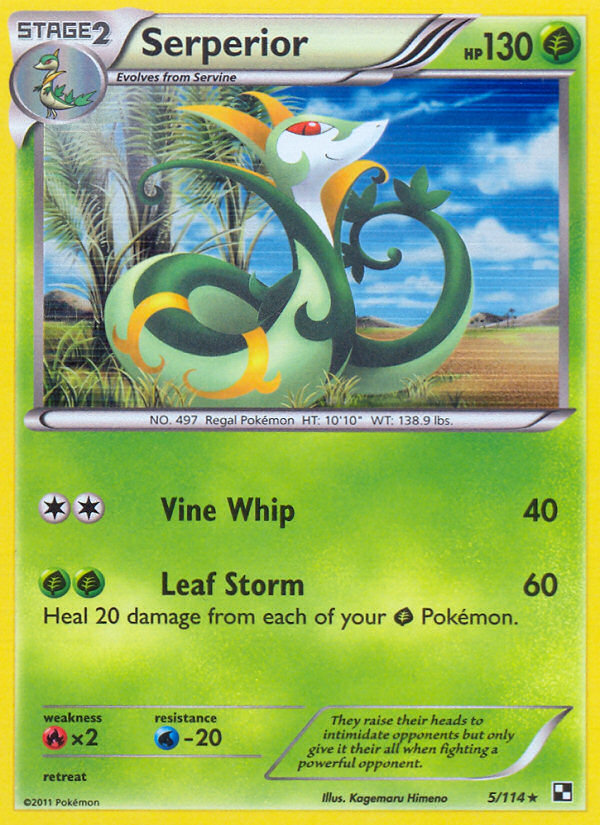 STAGE2
Serperior
HP130
Evolves from Servine
NO. 497 Regal Pokémon HT: 10'10" WT: 138.9 lbs.
Vine Whip 40
Leaf Storm 60
Heal 20 damage from each of your Pokémon.
weakness
×2
resistance
-20
retreat
They raise their heads to
intimidate opponents but only
give it their all when fighting a
powerful opponent.
©2011 Pokémon
Illus. Kagemaru Himeno
5/114★